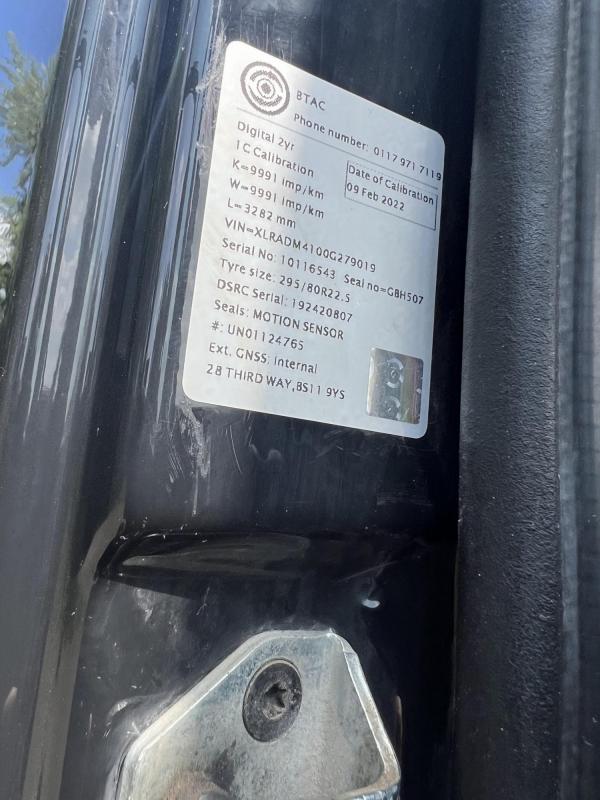 BTAC
Phone number: 0117 971 7119
Digital 2yr
1C Calibration
Date of Calibration
09 Feb 2022
K=9991 imp/km
W=9991 imp/km
L=3282 mm
VIN=XLRADM4100G279019
Serial No: 10116543 Seal no=GBH507
Tyre size: 295/80R22.5
DSRC Serial: 192420807
Seals: MOTION SENSOR
#: UN01124765
Ext. GNSS: Internal
2B THIRD WAY,BS11 9YS